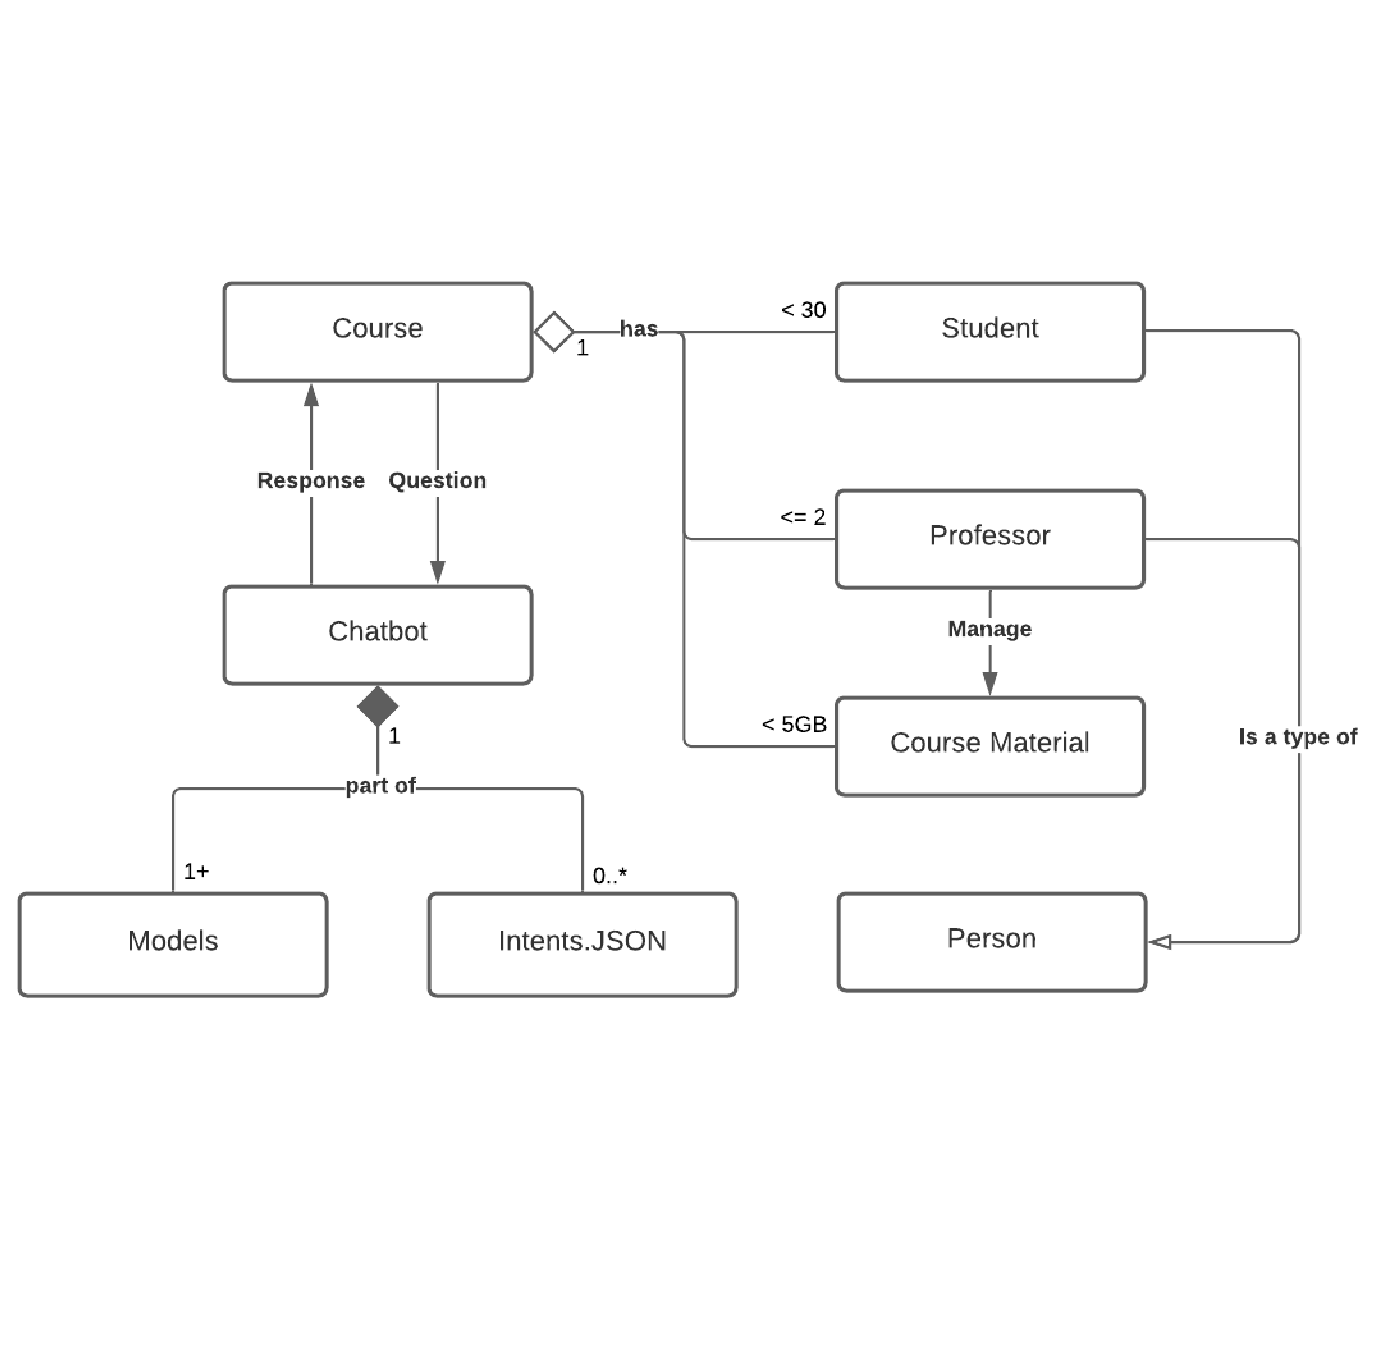 Course
1
has
< 30
Student
Response
Question
<= 2
Professor
Chatbot
Manage
1
< 5GB
Course Material
Is a type of
part of
1+
0..*
Models
Intents.JSON
Person